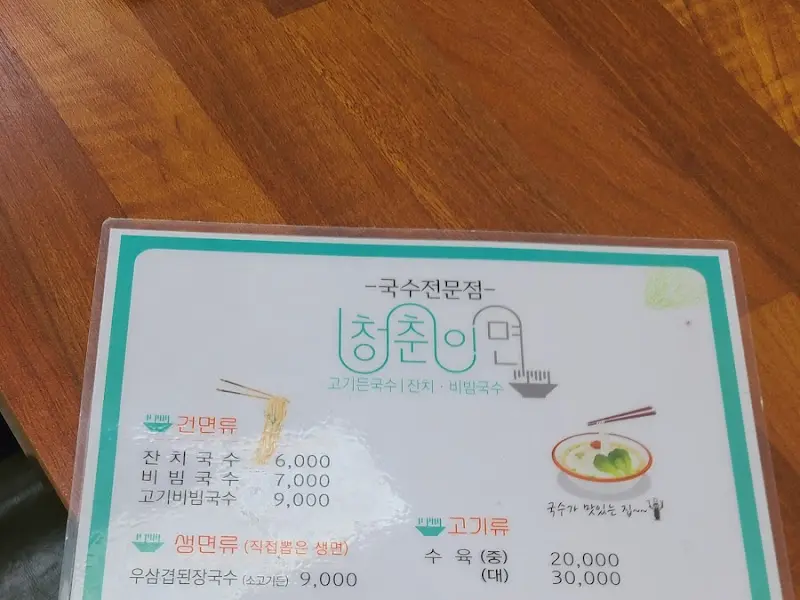 -국수전문점-
청춘이면
고기든국수|잔치·비빔국수
건면류
잔치국수 6,000
비빔국수 7,000
고기비빔국수 9,000
국수가 맛있는 집~~
생면류 (직접뽑은 생면)
우삼겹된장국수 (소고기든) 9,000
고기류
수육 (중) 20,000
(대) 30,000